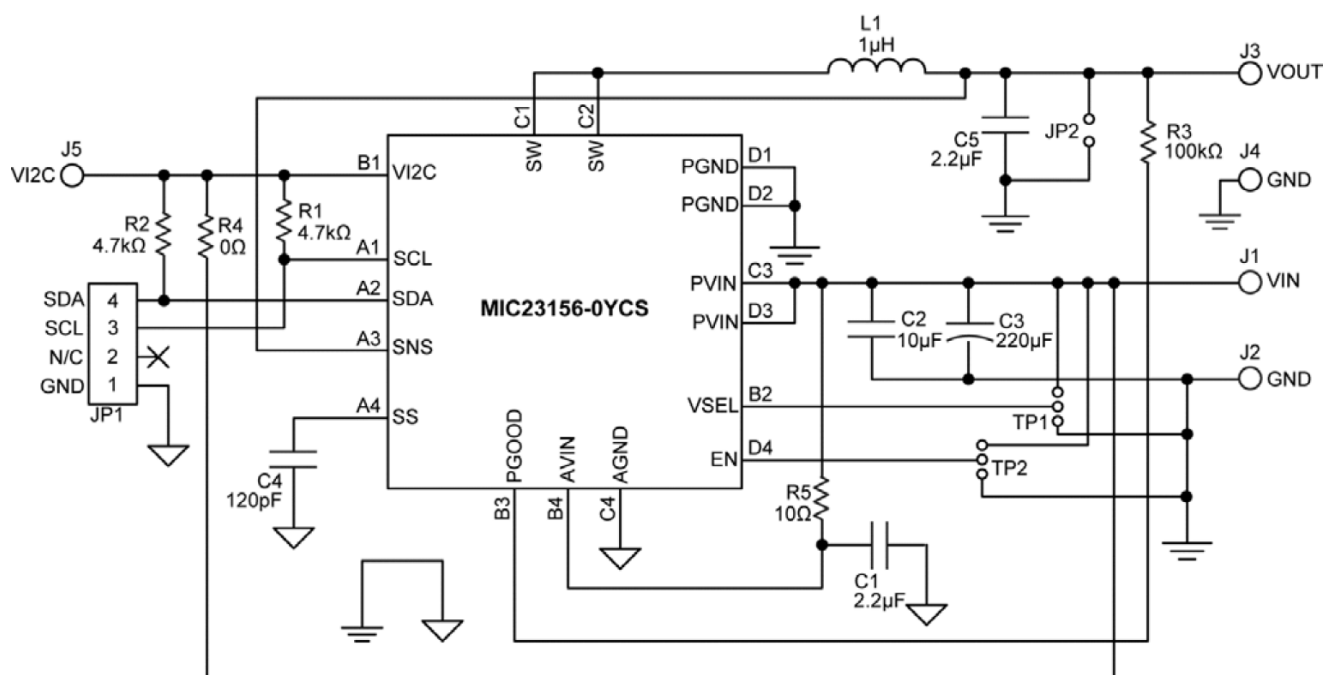 L1
1µH
J3
VOUT
C1
C2
SW
SW
C5
2.2µF
JP2
R3
100kΩ
J4
GND
J5
VI2C
B1
VI2C
PGND
D1
PGND
D2
R2
4.7kΩ
R4
0Ω
R1
4.7kΩ
A1
SCL
A2
SDA
A3
SNS
A4
SS
MIC23156-0YCS
PVIN
C3
PVIN
D3
J1
VIN
C2
10µF
C3
220µF
J2
GND
SDA
4
SCL
3
N/C
2
GND
1
JP1
VSEL
B2
TP1
EN
D4
TP2
C4
120pF
PGOOD
AVIN
AGND
B3
B4
C4
R5
10Ω
C1
2.2µF